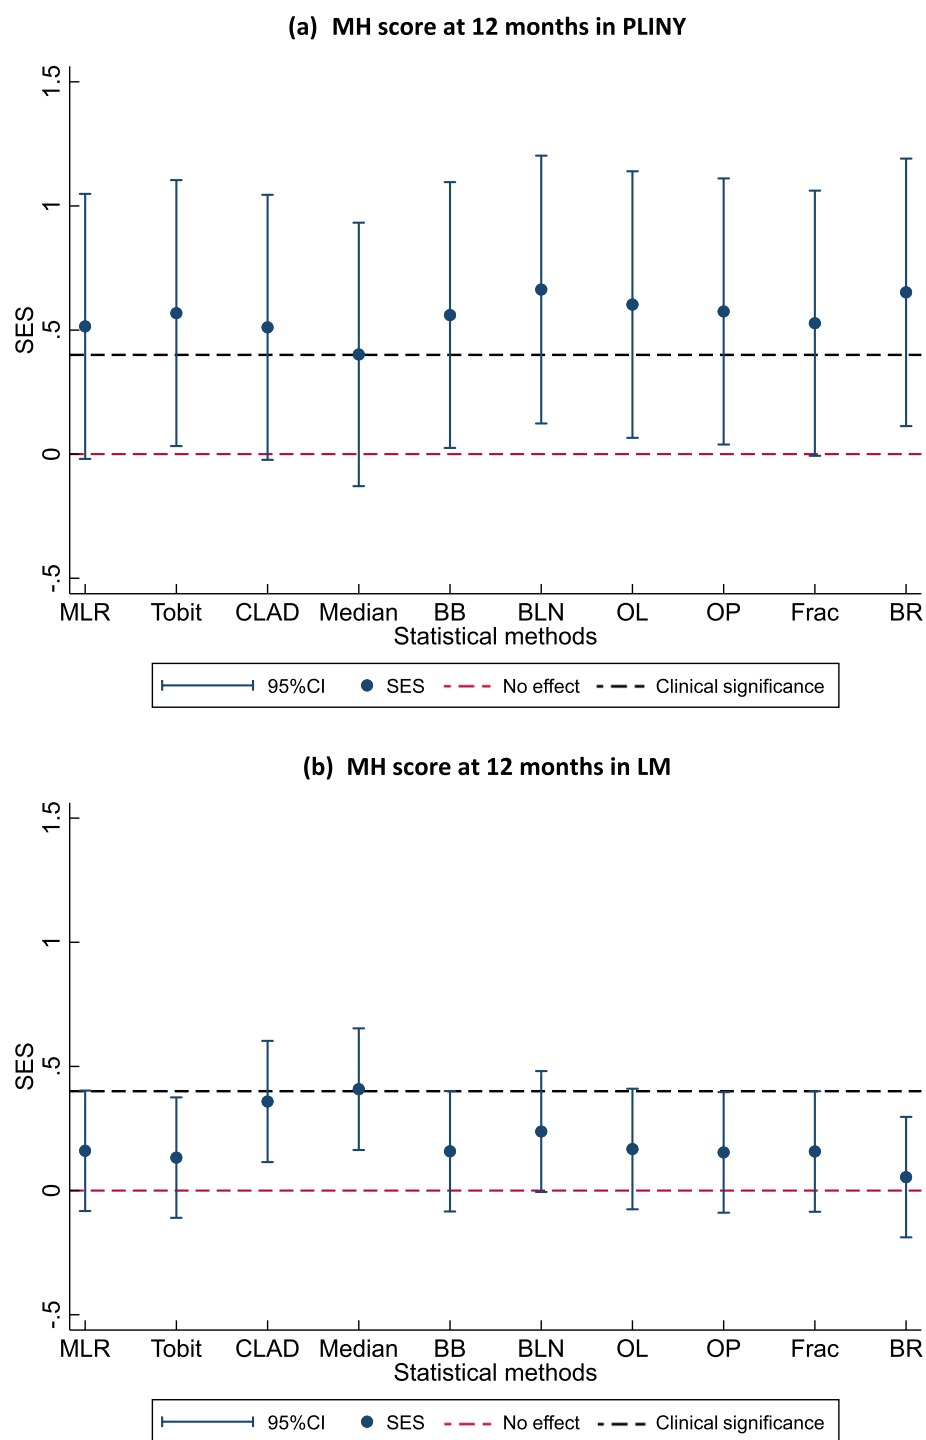 (a) MH score at 12 months in PLINY
1.5
1
.5
0
-.5
SES
MLR Tobit CLAD Median BB BLN OL OP Frac BR
Statistical methods
95%CI SES No effect Clinical significance
(b) MH score at 12 months in LM
1.5
1
.5
0
-.5
SES
MLR Tobit CLAD Median BB BLN OL OP Frac BR
Statistical methods
95%CI SES No effect Clinical significance